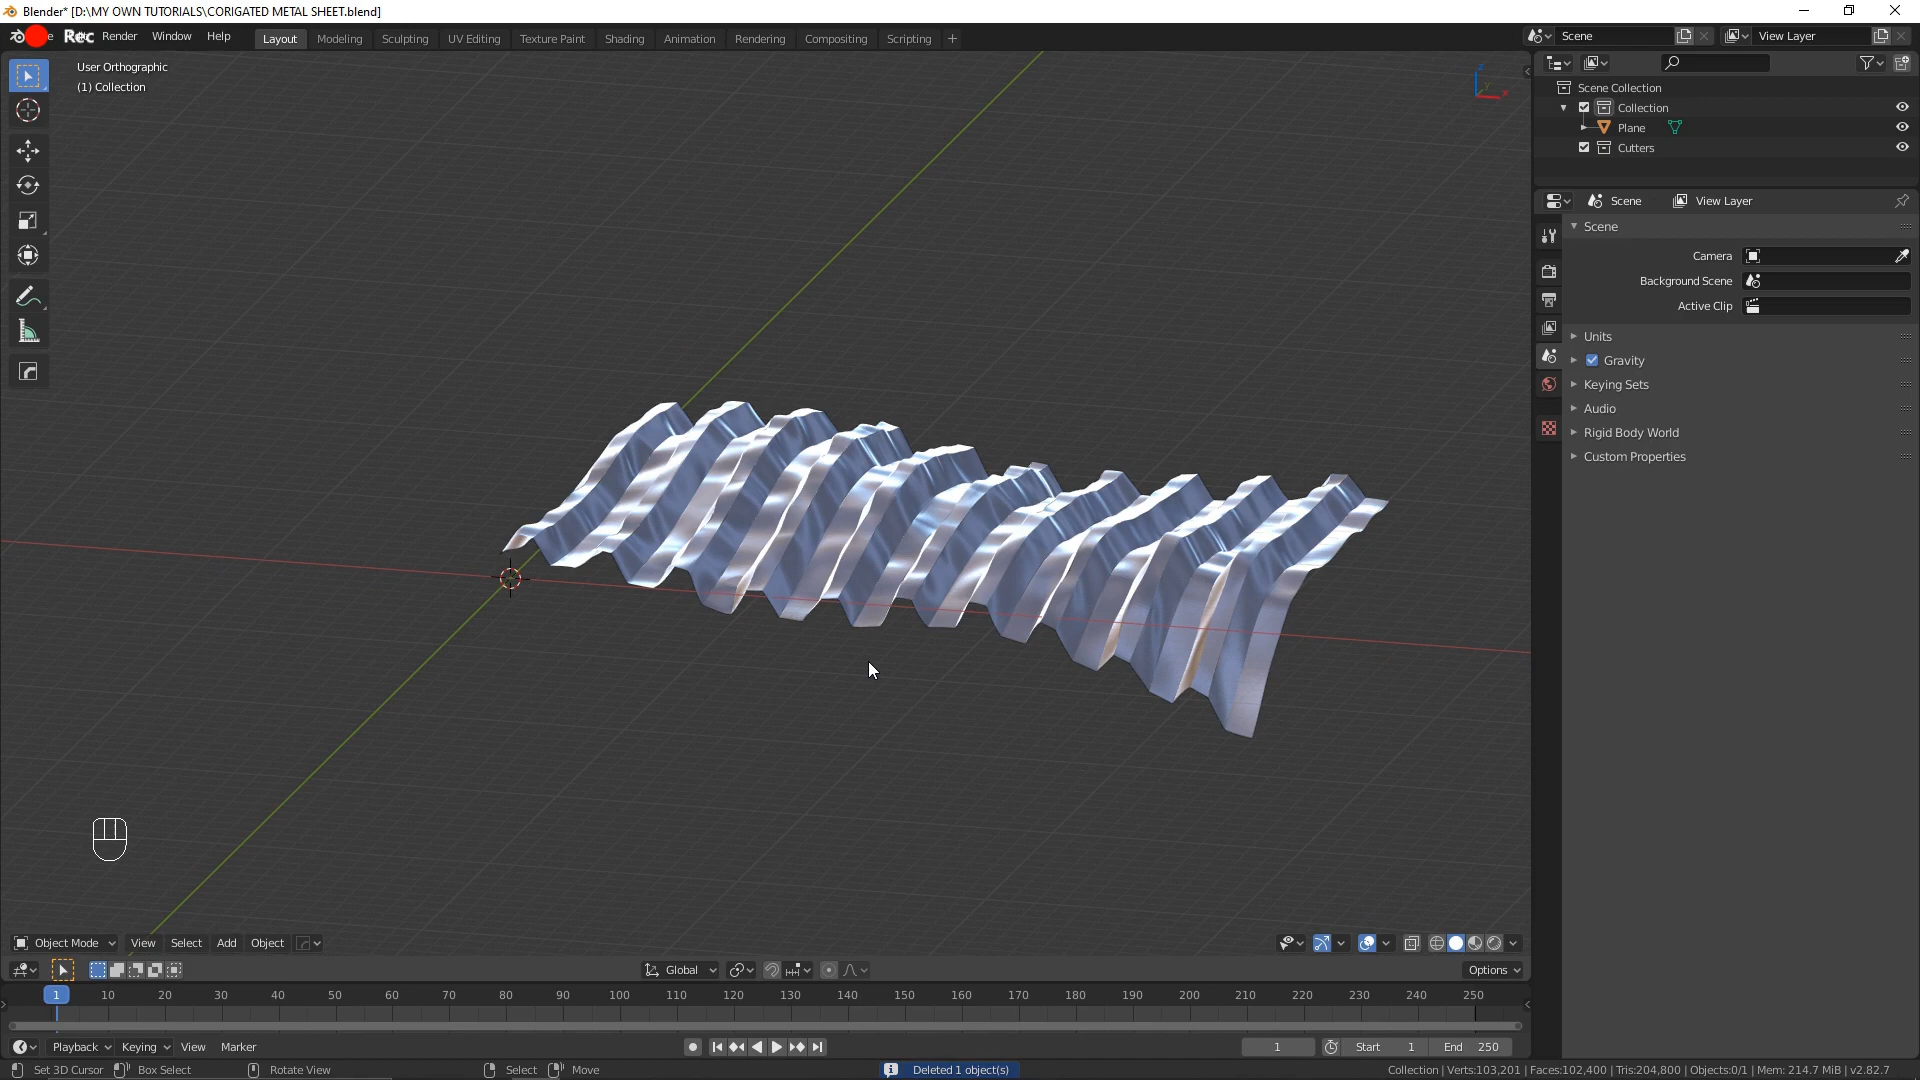 Blender* [D:\MY OWN TUTORIALS\CORIGATED METAL SHEET.blend]
Rec Render Window Help Layout Modeling Sculpting UV Editing Texture Paint Shading Animation Rendering Compositing Scripting + Scene View Layer
User Orthographic
(1) Collection
Z
Y
X
Scene Collection
Collection
Plane
Cutters
Scene View Layer
Scene
Camera
Background Scene
Active Clip
Units
Gravity
Keying Sets
Audio
Rigid Body World
Custom Properties
Object Mode View Select Add Object
Global Options
1 10 20 30 40 50 60 70 80 90 100 110 120 130 140 150 160 170 180 190 200 210 220 230 240 250
Playback Keying View Marker 1 Start 1 End 250
Set 3D Cursor Box Select Rotate View Select Move Deleted 1 object(s) Collection | Verts:103,201 | Faces:102,400 | Tris:204,800 | Objects:0/1 | Mem: 214.7 MiB | v2.82.7